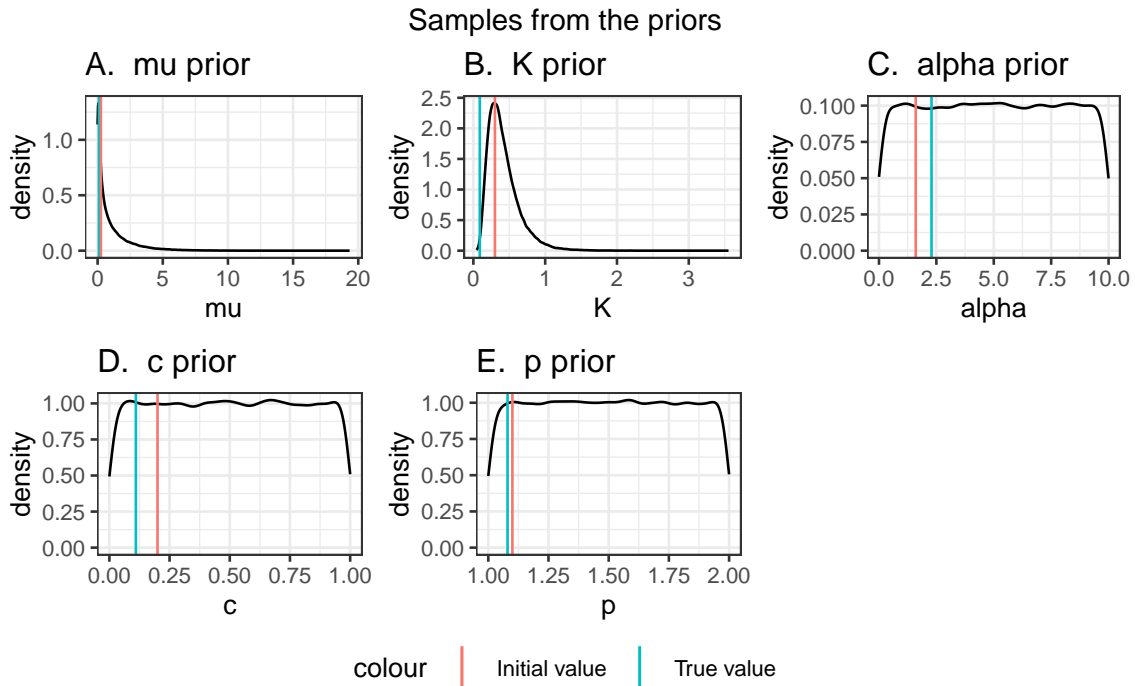 Samples from the priors
A. mu prior
density
1.0
0.5
0.0
0 5 10 15 20
mu
B. K prior
density
2.5
2.0
1.5
1.0
0.5
0.0
0 1 2 3
K
C. alpha prior
density
0.100
0.075
0.050
0.025
0.000
0.0 2.5 5.0 7.5 10.0
alpha
D. c prior
density
1.00
0.75
0.50
0.25
0.00
0.00 0.25 0.50 0.75 1.00
c
E. p prior
density
1.00
0.75
0.50
0.25
0.00
1.00 1.25 1.50 1.75 2.00
p
colour Initial value True value